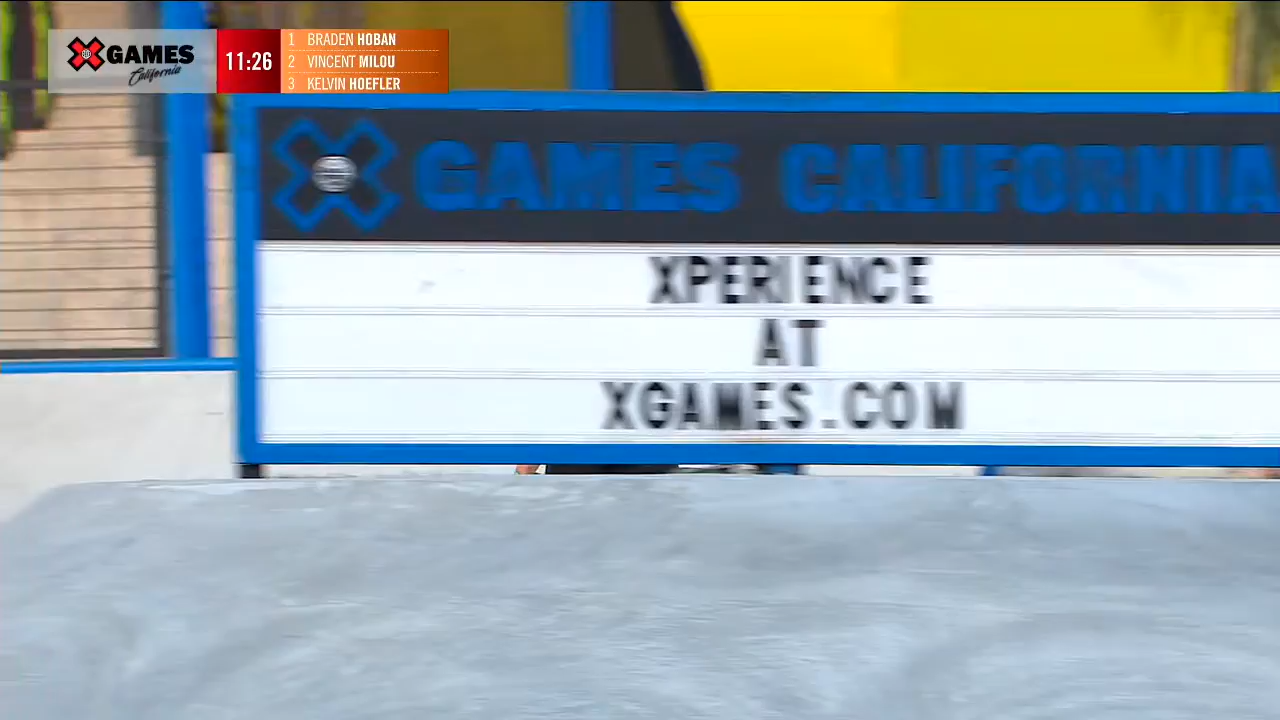 X GAMES
California
11:26
1 BRADEN HOBAN
2 VINCENT MILOU
3 KELVIN HOEFLER
X GAMES CALIFORNIA
XPERIENCE
AT
XGAMES.COM